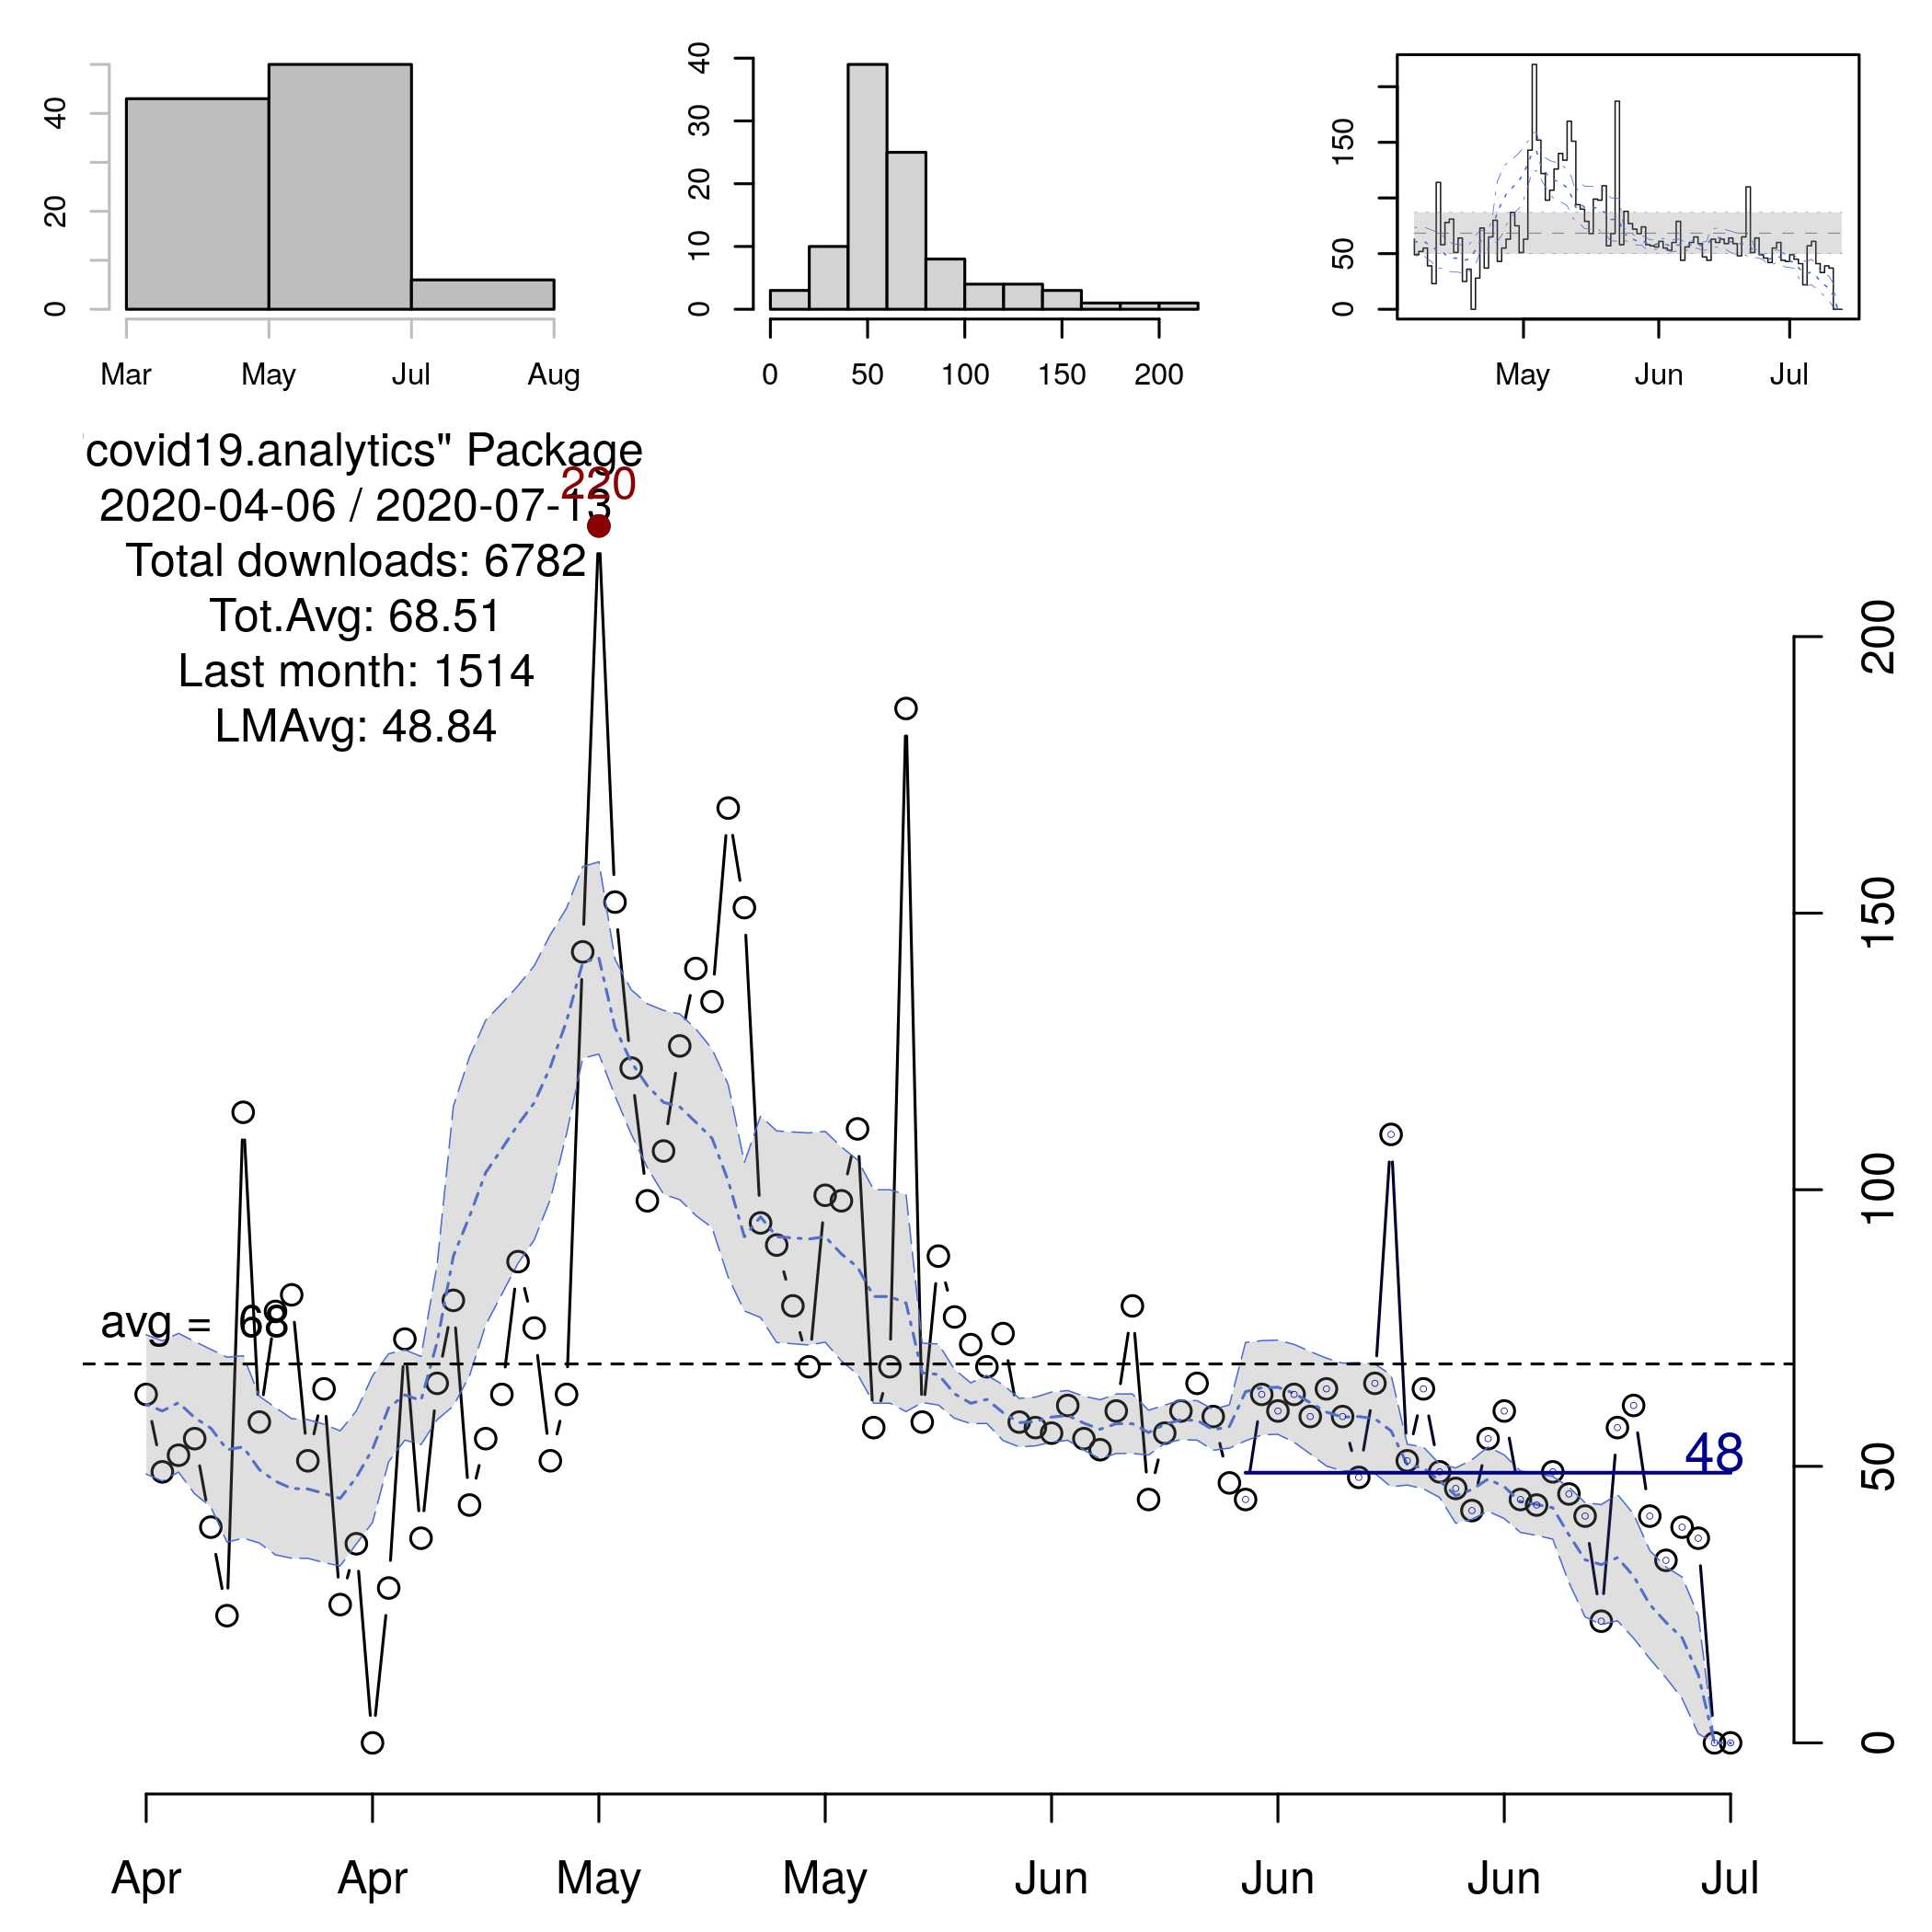 40
20
0
Mar May Jul Aug
40
30
20
10
0
0 50 100 150 200
150
50
0
May Jun Jul
covid19.analytics" Package
220
2020-04-06 / 2020-07-13
Total downloads: 6782
Tot.Avg: 68.51
Last month: 1514
LMAvg: 48.84
200
150
100
50
0
avg = 68
48
Apr Apr May May Jun Jun Jun Jul